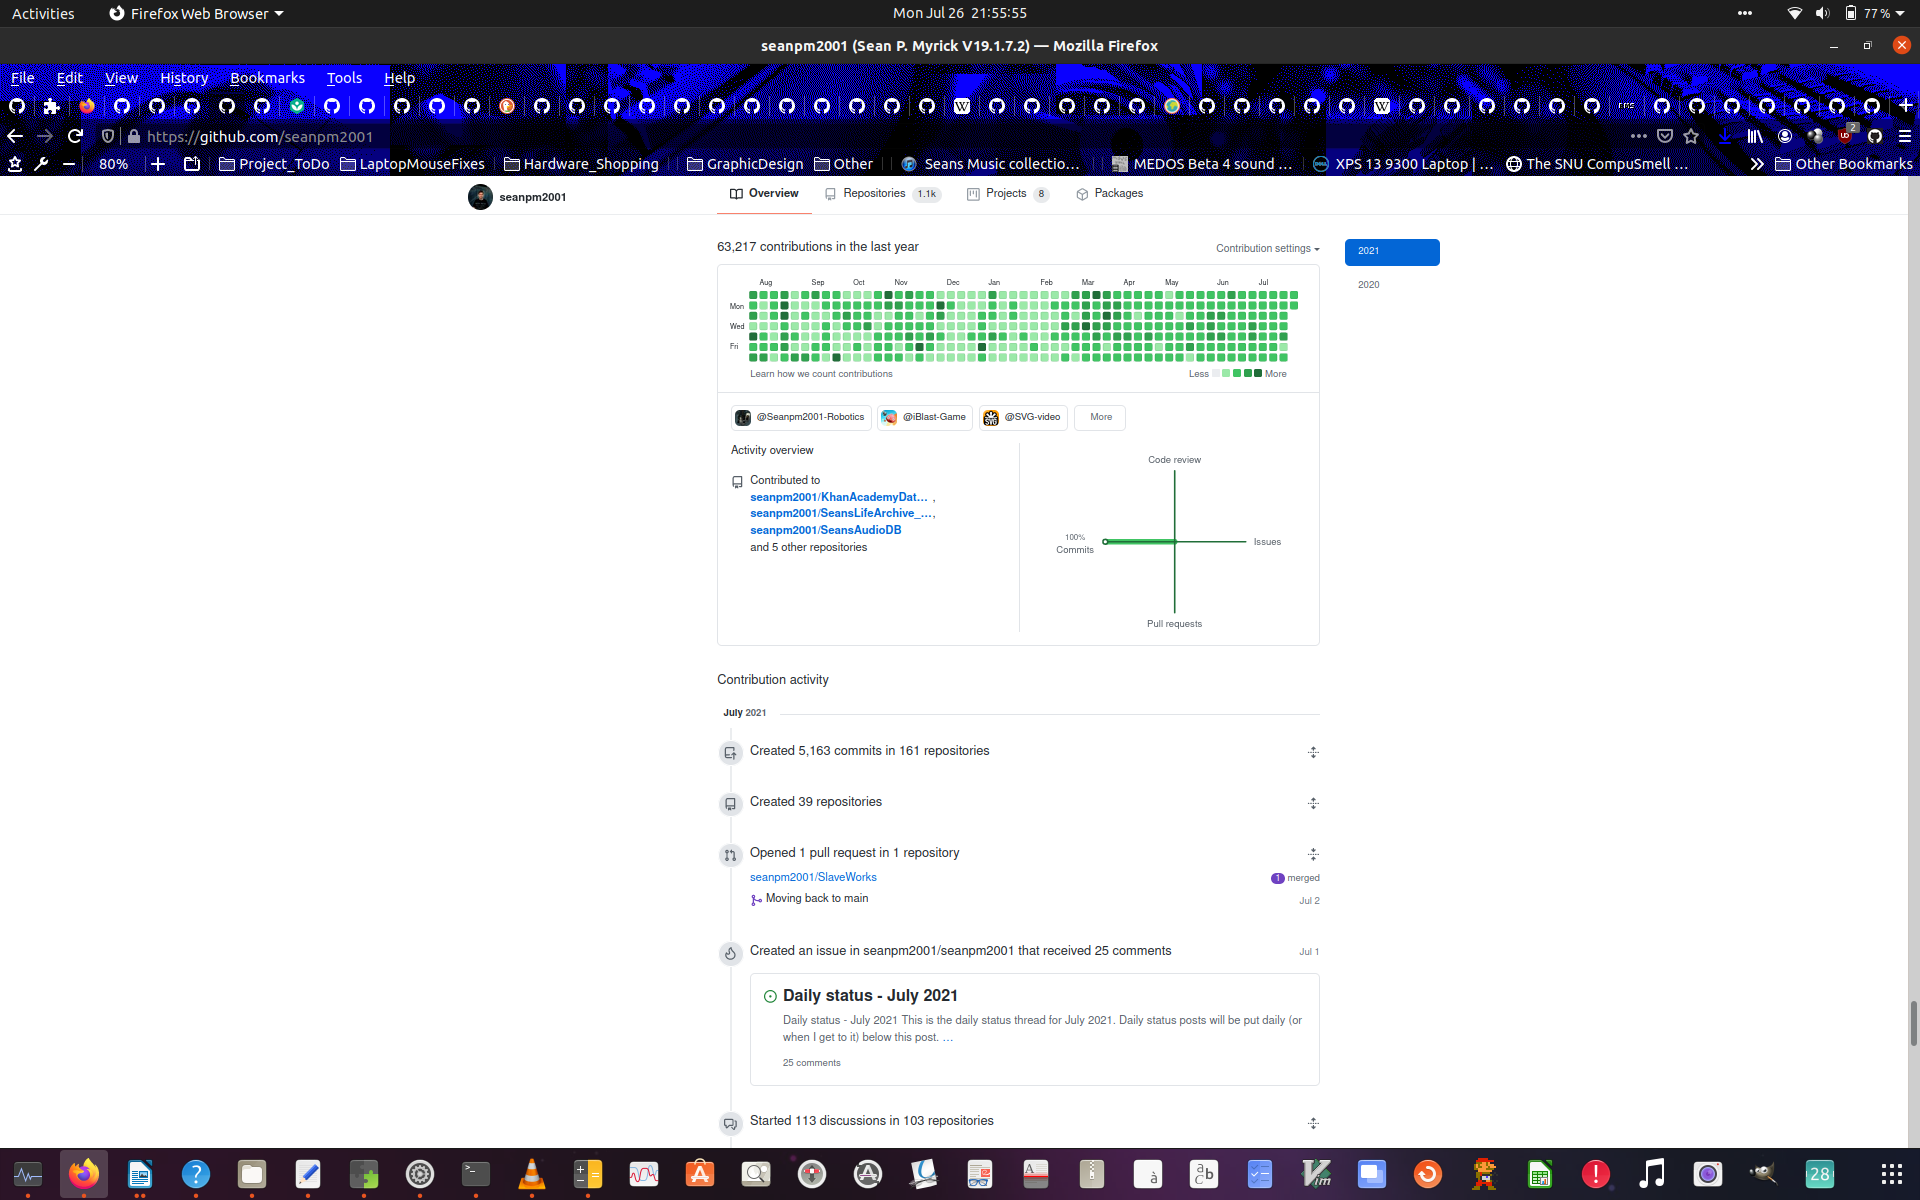 Activities
Firefox Web Browser
Mon Jul 26 21:55:55
77 %
seanpm2001 (Sean P. Myrick V19.1.7.2) — Mozilla Firefox
File Edit View History Bookmarks Tools Help
https://github.com/seanpm2001
2
80%
Project_ToDo
LaptopMouseFixes
Hardware_Shopping
GraphicDesign
Other
Seans Music collectio…
MEDOS Beta 4 sound …
XPS 13 9300 Laptop | …
The SNU CompuSmell …
Other Bookmarks
seanpm2001
Overview
Repositories 1.1k
Projects 8
Packages
63,217 contributions in the last year
Contribution settings
2021
2020
Aug Sep Oct Nov Dec Jan Feb Mar Apr May Jun Jul
Mon
Wed
Fri
Learn how we count contributions
Less More
@Seanpm2001-Robotics
@iBlast-Game
@SVG-video
More
Activity overview
Contributed to
seanpm2001/KhanAcademyDat… ,
seanpm2001/SeansLifeArchive_… ,
seanpm2001/SeansAudioDB
and 5 other repositories
Code review
100%
Commits
Issues
Pull requests
Contribution activity
July 2021
Created 5,163 commits in 161 repositories
Created 39 repositories
Opened 1 pull request in 1 repository
seanpm2001/SlaveWorks
1 merged
Moving back to main
Jul 2
Created an issue in seanpm2001/seanpm2001 that received 25 comments
Jul 1
Daily status - July 2021
Daily status - July 2021 This is the daily status thread for July 2021. Daily status posts will be put daily (or
when I get to it) below this post. …
25 comments
Started 113 discussions in 103 repositories
28